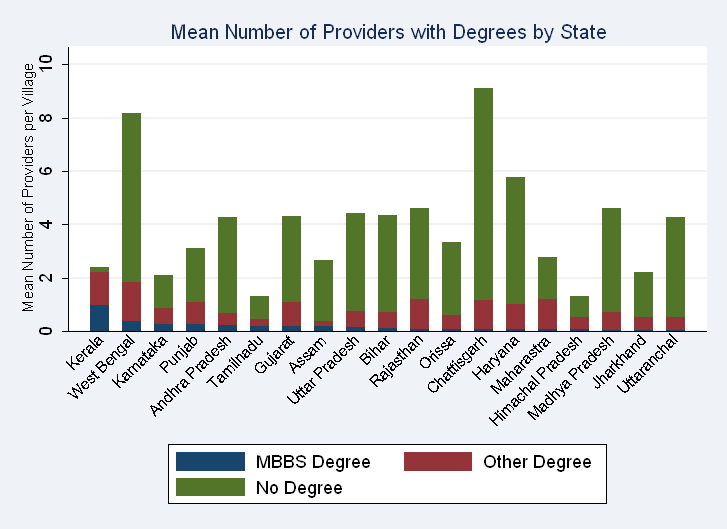 Mean Number of Providers with Degrees by State
Mean Number of Providers per Village
10
8
6
4
2
0
Kerala
West Bengal
Karnataka
Punjab
Andhra Pradesh
Tamilnadu
Gujarat
Assam
Uttar Pradesh
Bihar
Rajasthan
Orissa
Chattisgarh
Haryana
Maharastra
Himachal Pradesh
Madhya Pradesh
Jharkhand
Uttaranchal
MBBS Degree
Other Degree
No Degree